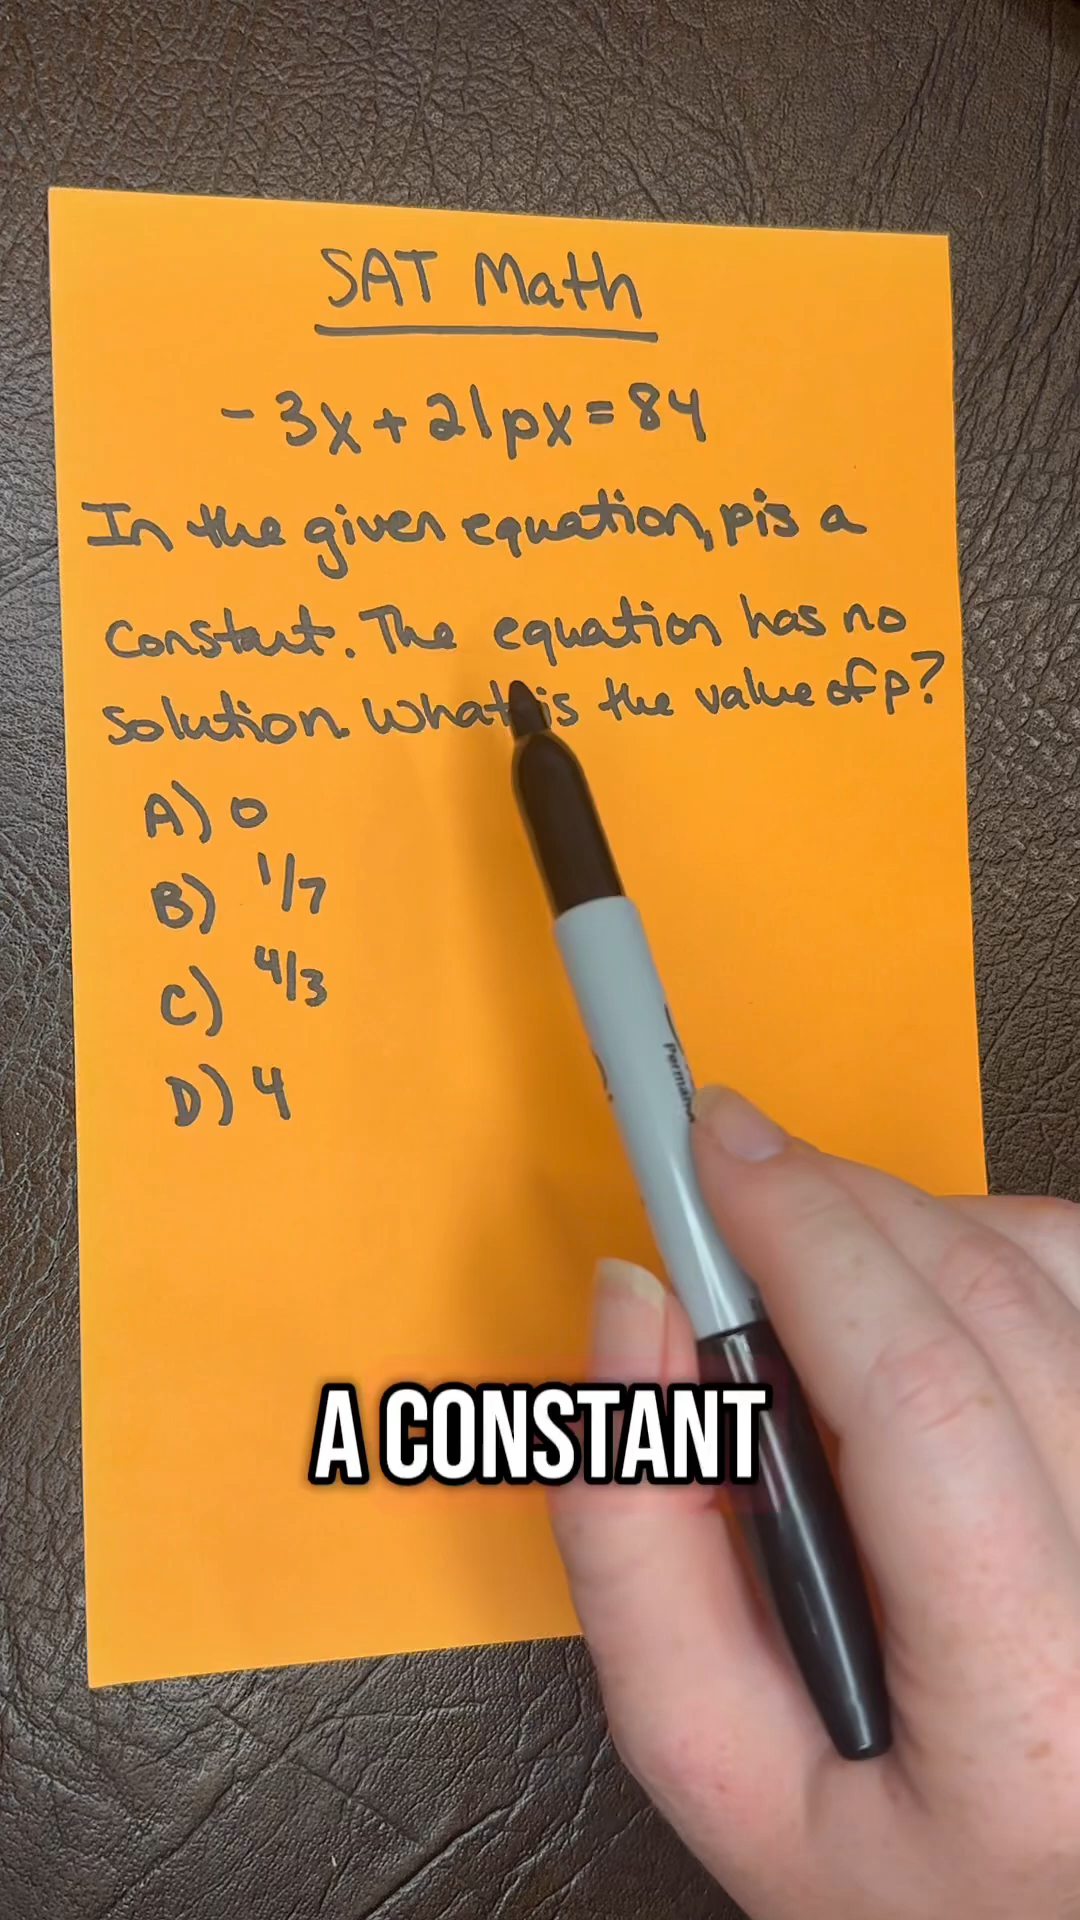 SAT Math
-3x+21px=84
In the given equation, p is a
Constant. The equation has no
solution. What is the value of p?
A) 0
B) 1/7
C) 4/3
D) 4
A CONSTANT